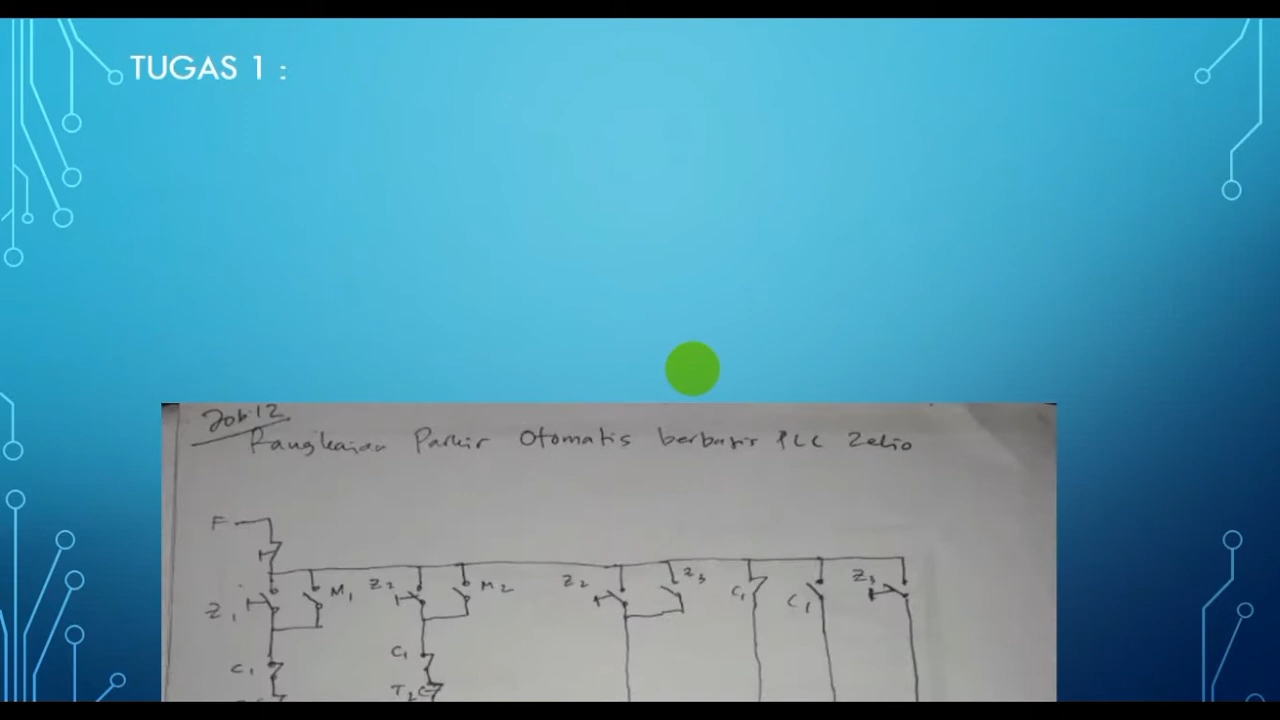 TUGAS 1 :
Job 12
Rangkaian Parkir Otomatis berbasis PLC Zelio
F
Z1 M1 Z2 M2 Z2 Z3 C1 C1 Z3
C1 C1
T2